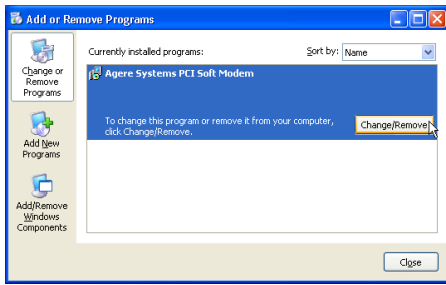 Add or Remove Programs
Change or
Remove
Programs
Currently installed programs:
Sort by:
Name
Agere Systems PCI Soft Modem
To change this program or remove it from your computer,
click Change/Remove.
Change/Remove
Add New
Programs
Add/Remove
Windows
Components
Close